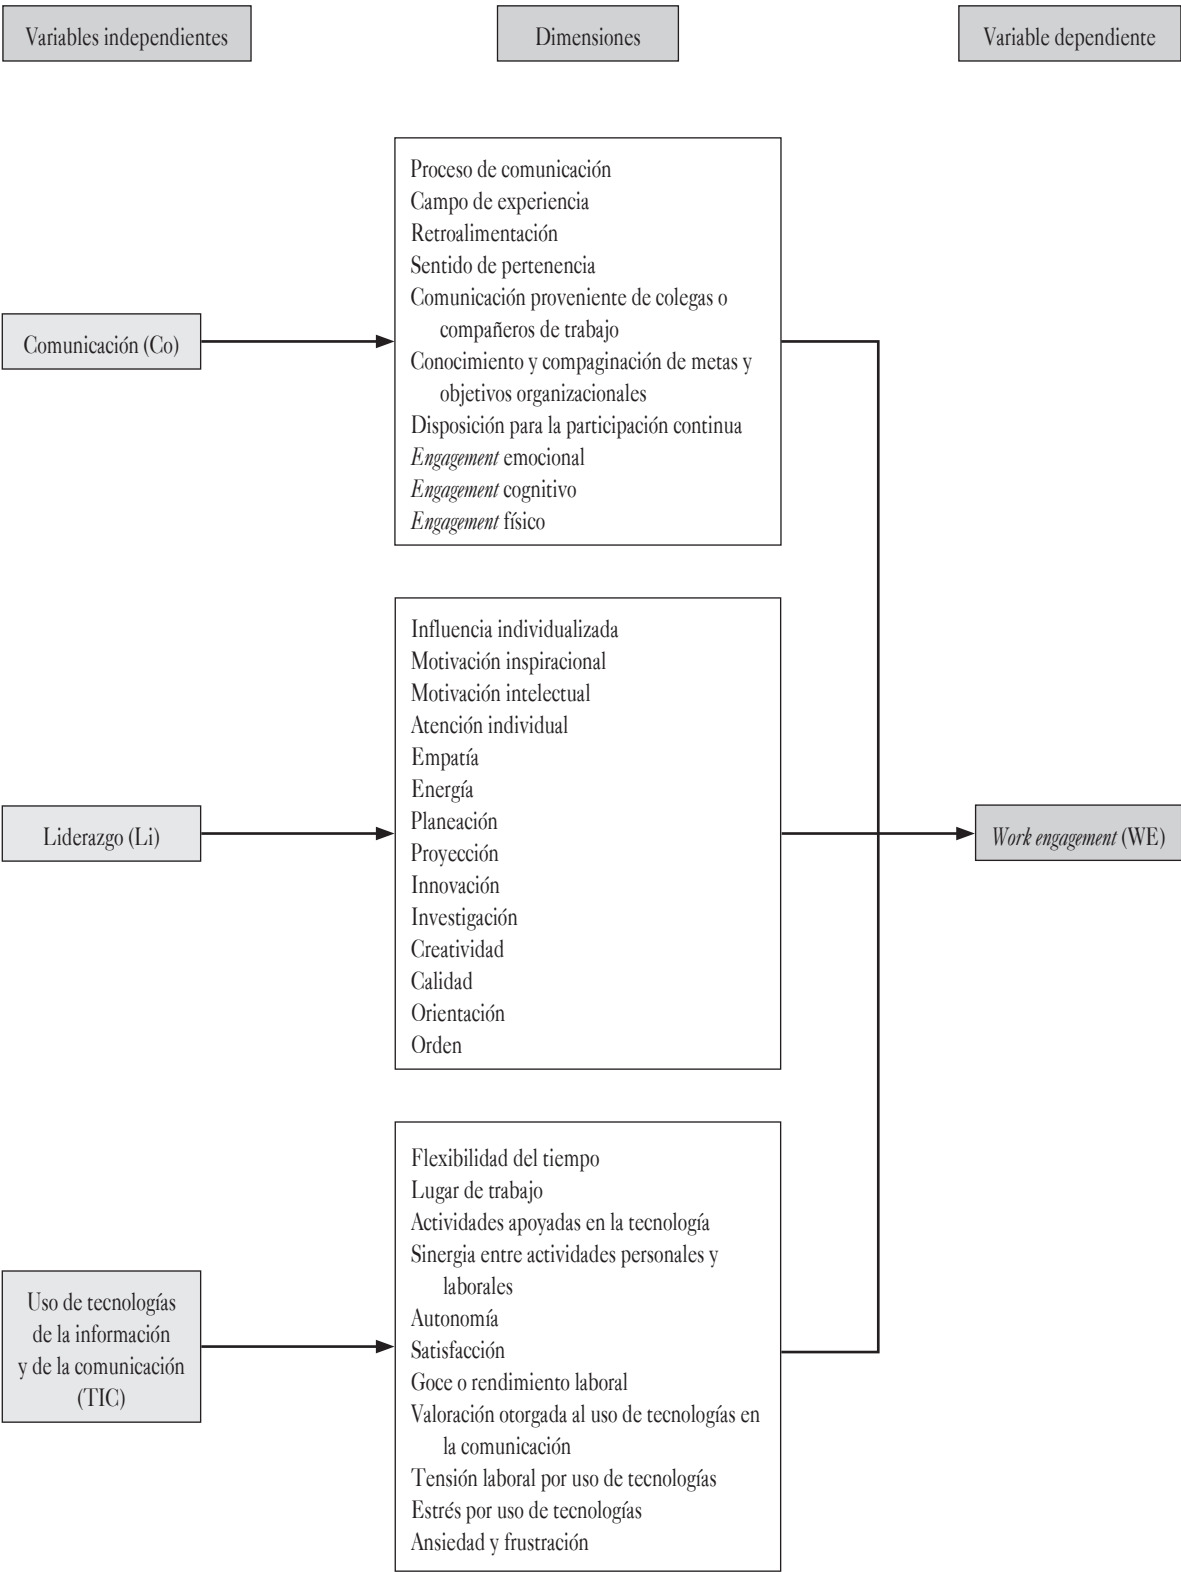 Variables independientes
Dimensiones
Variable dependiente
Comunicación (Co)
Proceso de comunicación
Campo de experiencia
Retroalimentación
Sentido de pertenencia
Comunicación proveniente de colegas o
compañeros de trabajo
Conocimiento y compaginación de metas y
objetivos organizacionales
Disposición para la participación continua
Engagement emocional
Engagement cognitivo
Engagement físico
Liderazgo (Li)
Influencia individualizada
Motivación inspiracional
Motivación intelectual
Atención individual
Empatía
Energía
Planeación
Proyección
Innovación
Investigación
Creatividad
Calidad
Orientación
Orden
Work engagement (WE)
Uso de tecnologías
de la información
y de la comunicación
(TIC)
Flexibilidad del tiempo
Lugar de trabajo
Actividades apoyadas en la tecnología
Sinergia entre actividades personales y
laborales
Autonomía
Satisfacción
Goce o rendimiento laboral
Valoración otorgada al uso de tecnologías en
la comunicación
Tensión laboral por uso de tecnologías
Estrés por uso de tecnologías
Ansiedad y frustración